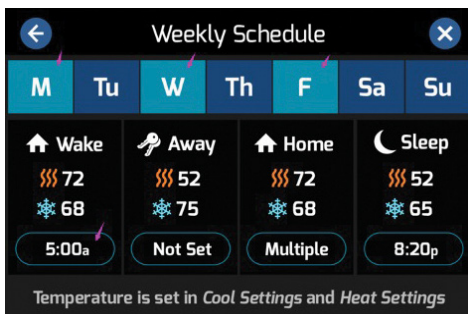 Weekly Schedule
M Tu W Th F Sa Su
Wake Away Home Sleep
72 52 72 52
68 75 68 65
5:00a Not Set Multiple 8:20p
Temperature is set in Cool Settings and Heat Settings